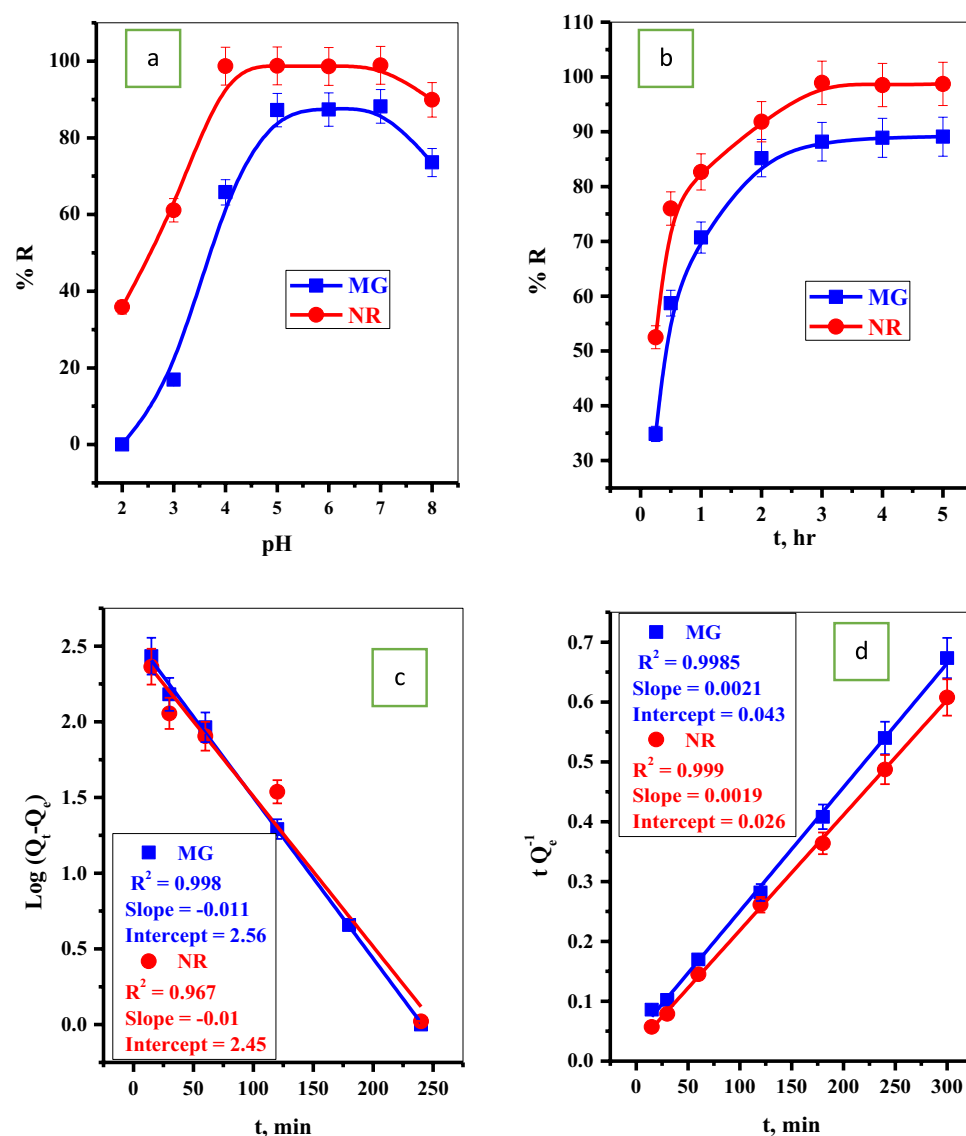 a
100
80
60
40
20
0
% R
MG
NR
2 3 4 5 6 7 8
pH
b
110
100
90
80
70
60
50
40
30
% R
MG
NR
0 1 2 3 4 5
t, hr
c
2.5
2.0
1.5
1.0
0.5
0.0
Log (Qt-Qe)
MG
R² = 0.998
Slope = -0.011
Intercept = 2.56
NR
R² = 0.967
Slope = -0.01
Intercept = 2.45
0 50 100 150 200 250
t, min
d
0.7
0.6
0.5
0.4
0.3
0.2
0.1
0.0
t Qe⁻¹
MG
R² = 0.9985
Slope = 0.0021
Intercept = 0.043
NR
R² = 0.999
Slope = 0.0019
Intercept = 0.026
0 50 100 150 200 250 300
t, min